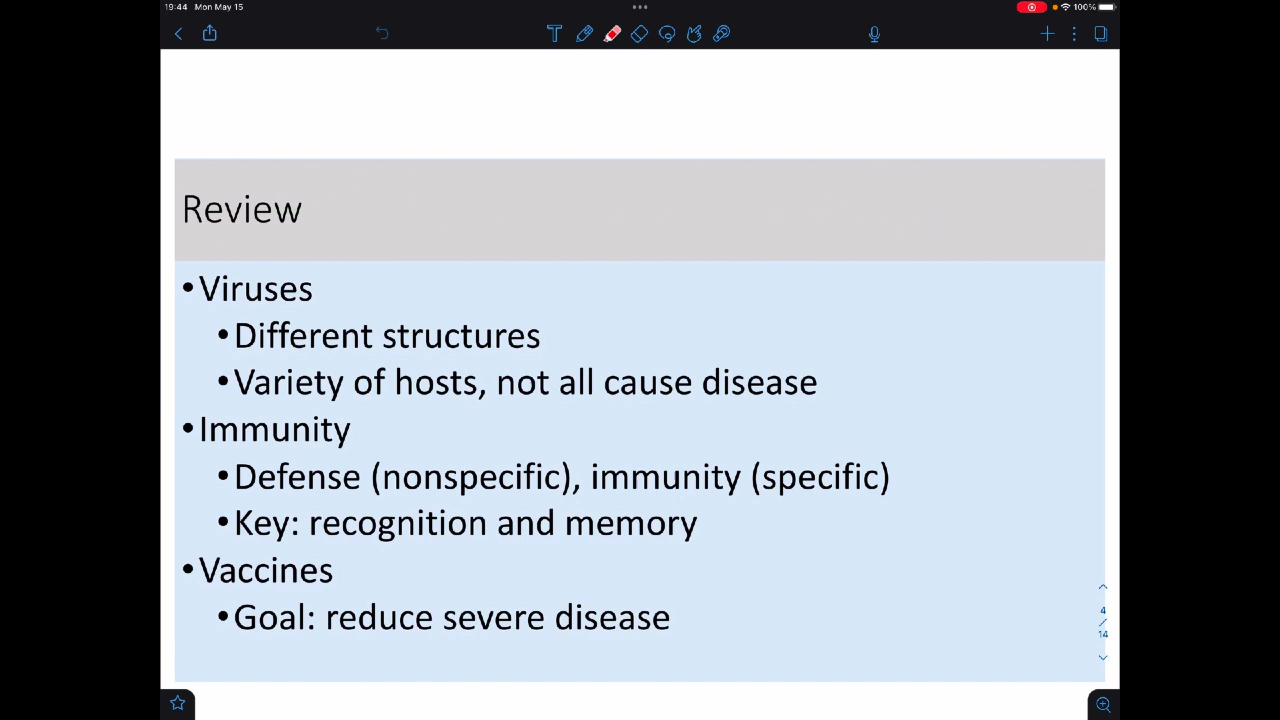 19:44 Mon May 15
100%
T
Review
•Viruses
•Different structures
•Variety of hosts, not all cause disease
•Immunity
•Defense (nonspecific), immunity (specific)
•Key: recognition and memory
•Vaccines
•Goal: reduce severe disease
4
/
14